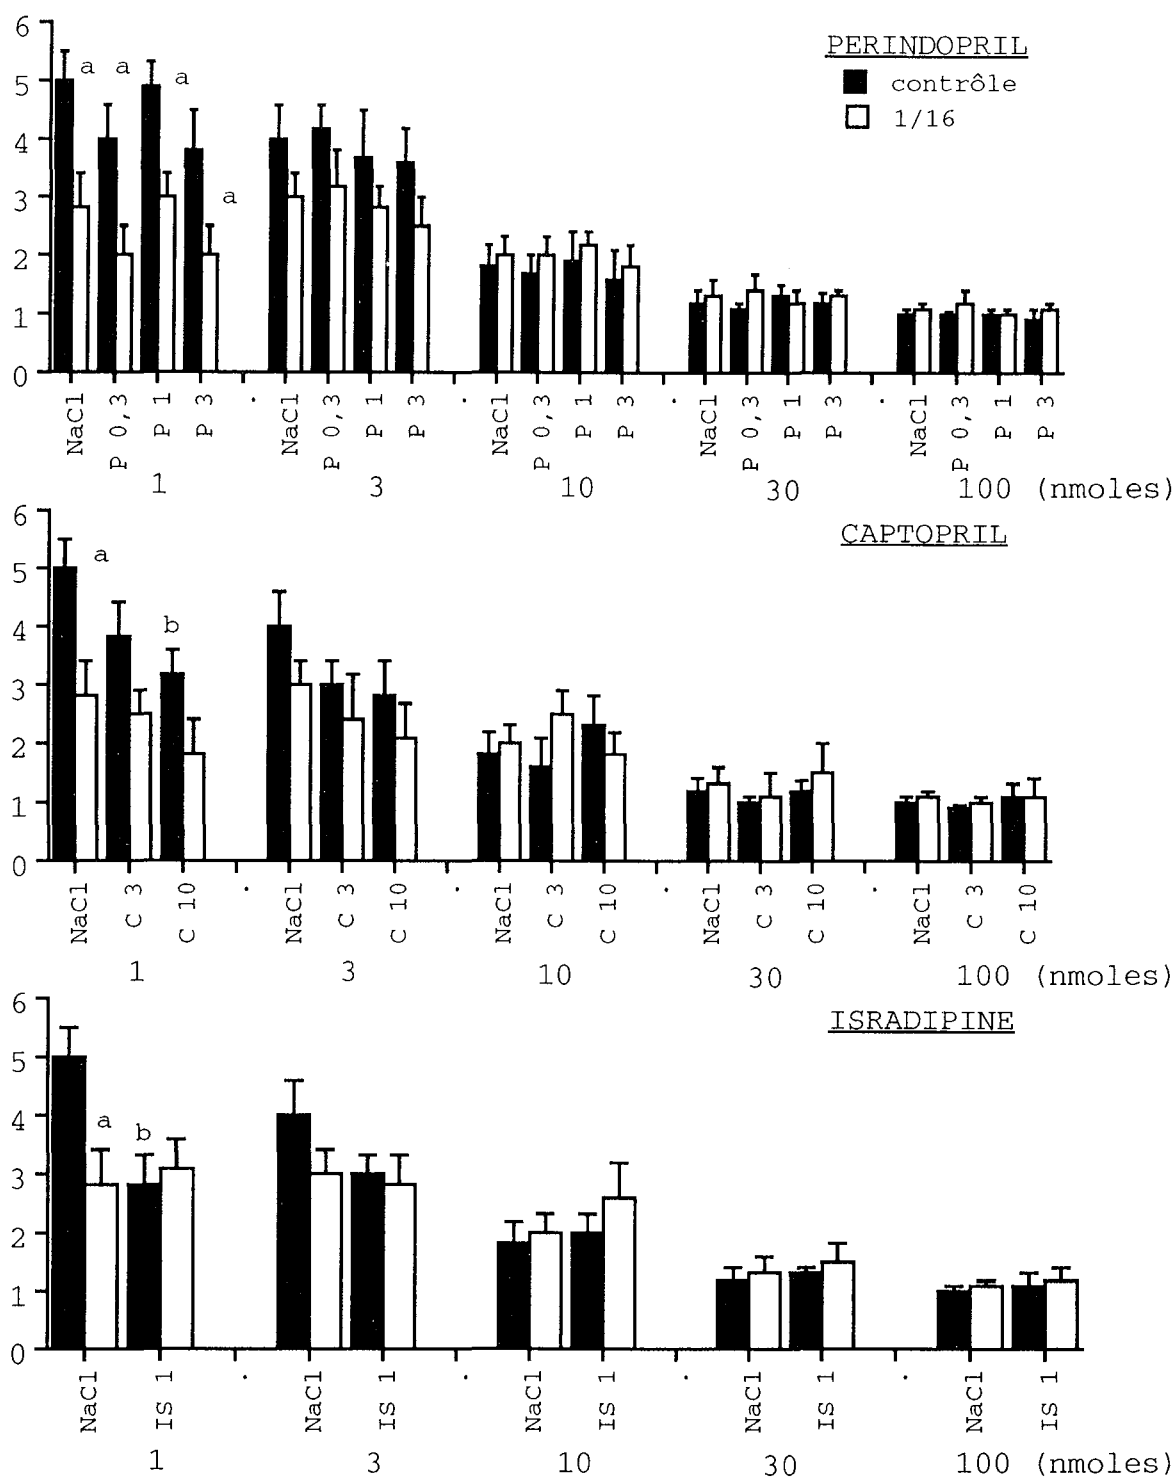 PERINDOPRIL
contrôle
1/16
6
5
4
3
2
1
0
a a a a
NaCl P 0,3 P 1 P 3 NaCl P 0,3 P 1 P 3 NaCl P 0,3 P 1 P 3 NaCl P 0,3 P 1 P 3 NaCl P 0,3 P 1 P 3
1 3 10 30 100 (nmoles)
CAPTOPRIL
6
5
4
3
2
1
0
a b
NaCl C 3 C 10 NaCl C 3 C 10 NaCl C 3 C 10 NaCl C 3 C 10 NaCl C 3 C 10
1 3 10 30 100 (nmoles)
ISRADIPINE
6
5
4
3
2
1
0
a b
NaCl IS 1 NaCl IS 1 NaCl IS 1 NaCl IS 1 NaCl IS 1
1 3 10 30 100 (nmoles)